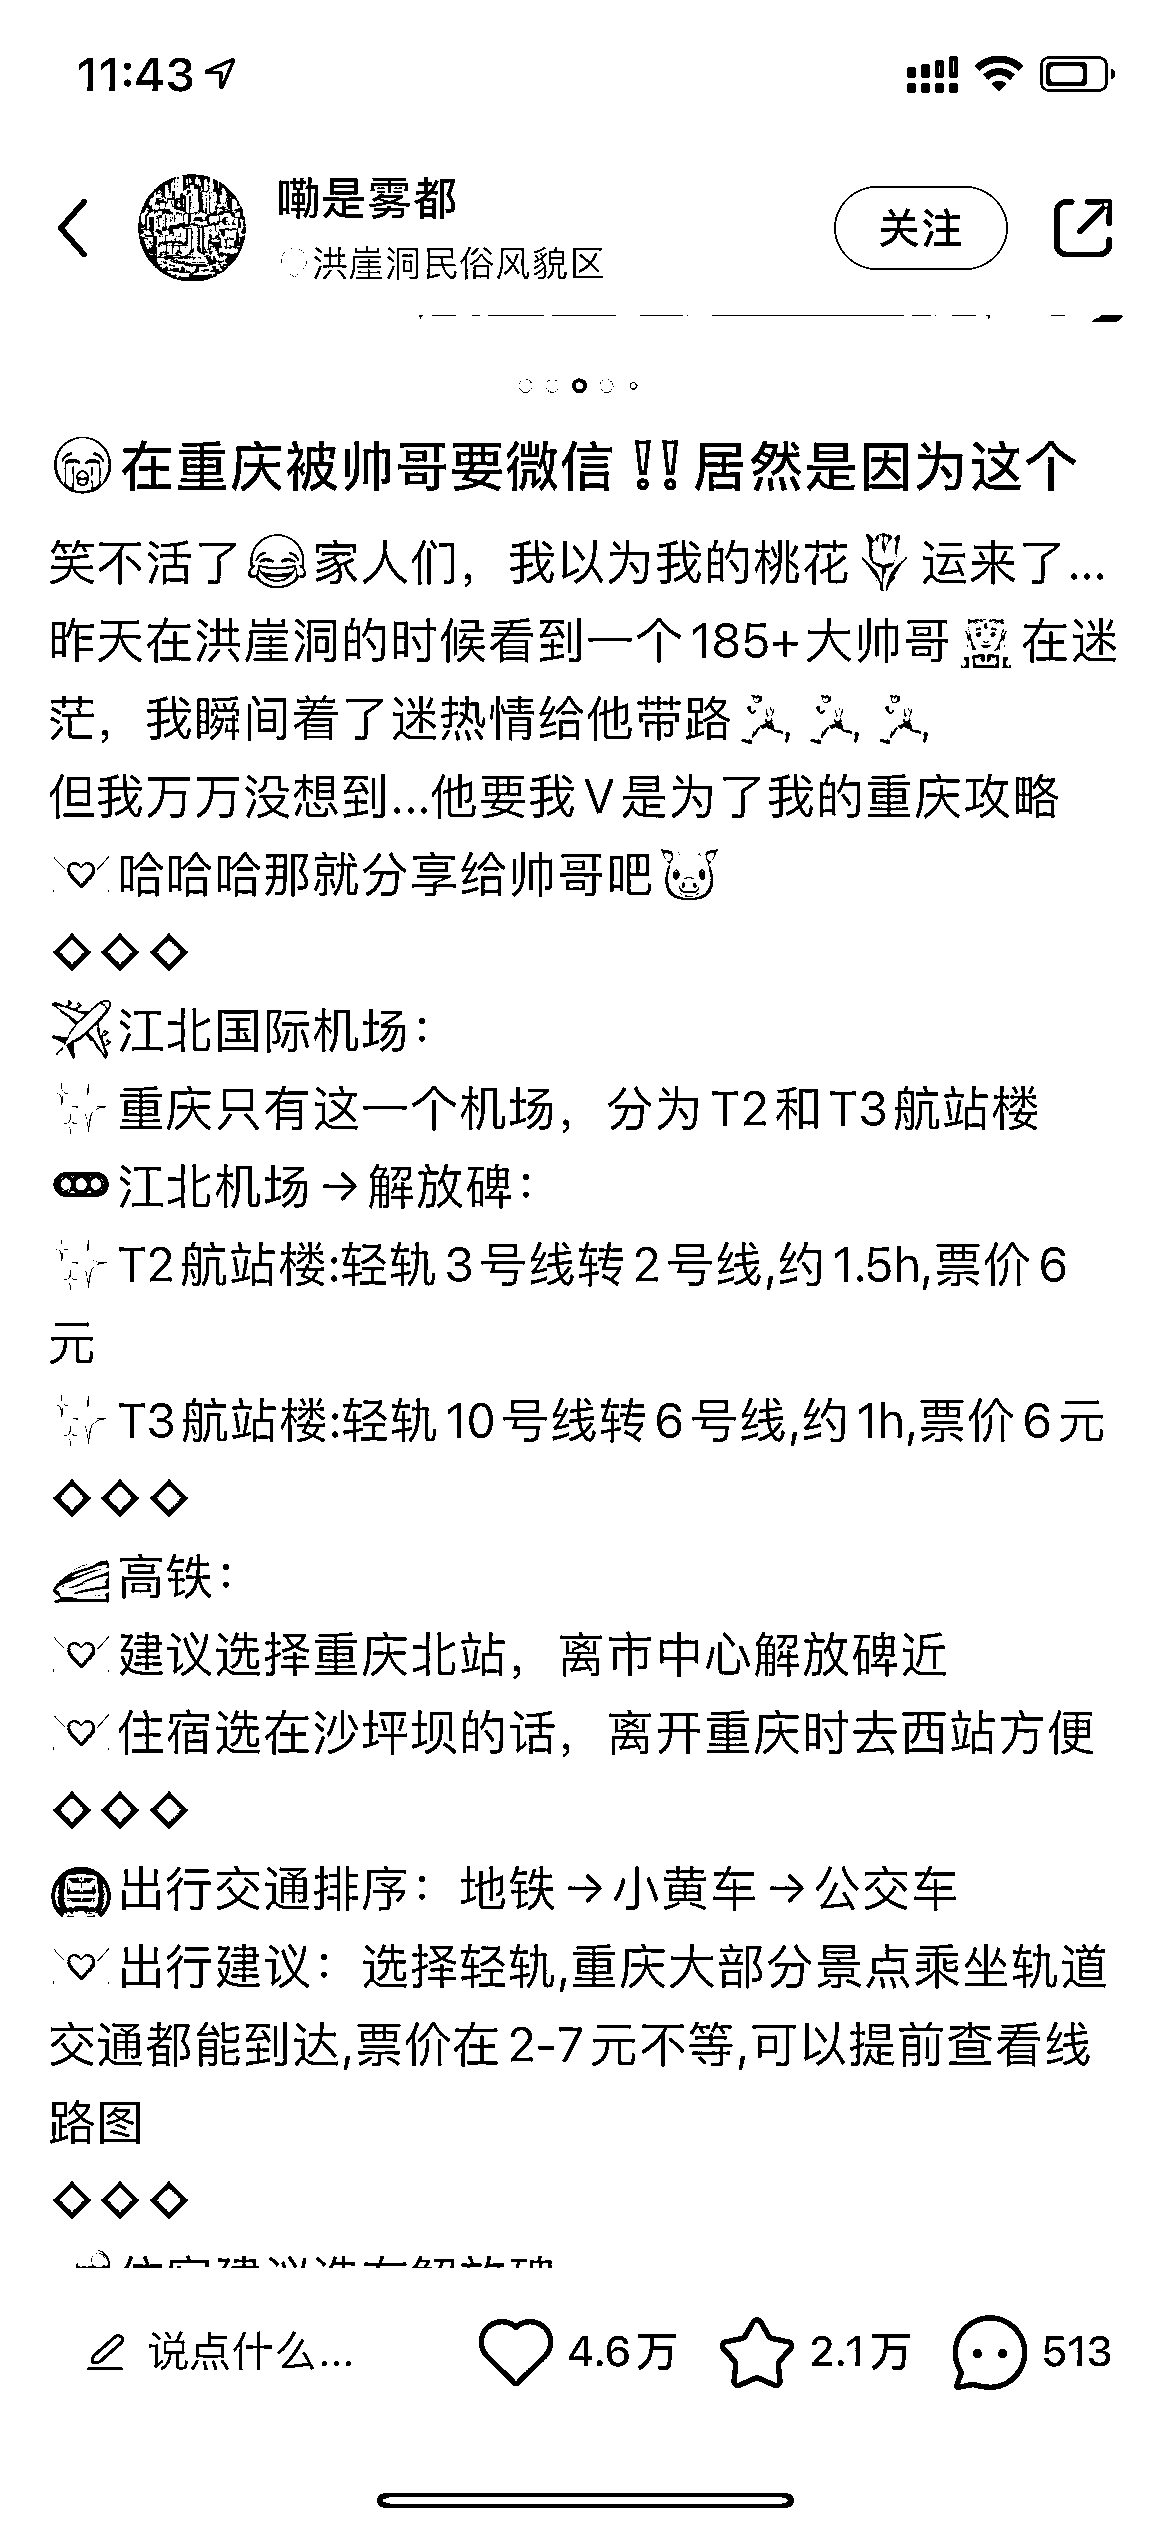 11:43
嘞是雾都
洪崖洞民俗风貌区
关注
😭在重庆被帅哥要微信‼️居然是因为这个
笑不活了😂家人们，我以为我的桃花🌷运来了...
昨天在洪崖洞的时候看到一个185+大帅哥🤴在迷
茫，我瞬间着了迷热情给他带路🏃🏃🏃
但我万万没想到...他要我V是为了我的重庆攻略
💘哈哈哈那就分享给帅哥吧🐷
◇◇◇
✈️江北国际机场：
✨重庆只有这一个机场，分为T2和T3航站楼
🚥江北机场→解放碑：
✨T2航站楼:轻轨3号线转2号线,约1.5h,票价6
元
✨T3航站楼:轻轨10号线转6号线,约1h,票价6元
◇◇◇
🚄高铁：
💘建议选择重庆北站，离市中心解放碑近
💘住宿选在沙坪坝的话，离开重庆时去西站方便
◇◇◇
🚇出行交通排序：地铁→小黄车→公交车
💘出行建议：选择轻轨,重庆大部分景点乘坐轨道
交通都能到达,票价在2-7元不等,可以提前查看线
路图
◇◇◇
住宿建议选在解放碑
说点什么...
4.6万
2.1万
513